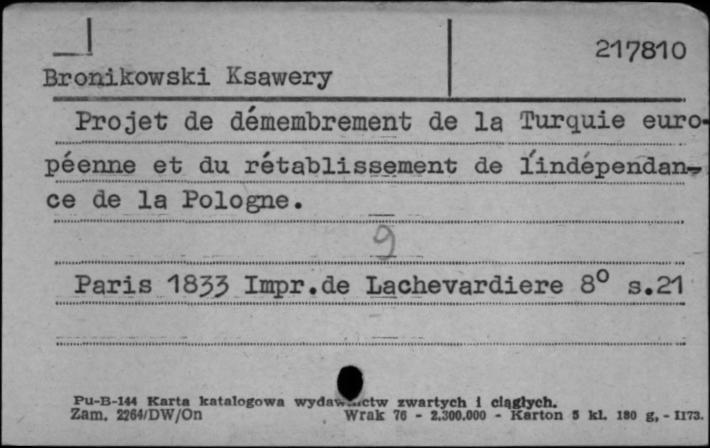 217810
Bronikowski Ksawery
Projet de démembrement de la Turquie euro-
péenne et du rétablissement de l'indépendan-
ce de la Pologne.
9
Paris 1833 Impr.de Lachevardiere 8° s.21
Pu-B-144 Karta katalogowa wydawnictw zwartych i ciągłych.
Zam. 2264/DW/On Wrak 76 - 2.300.000 - Karton 5 kl. 180 g, - 1173.